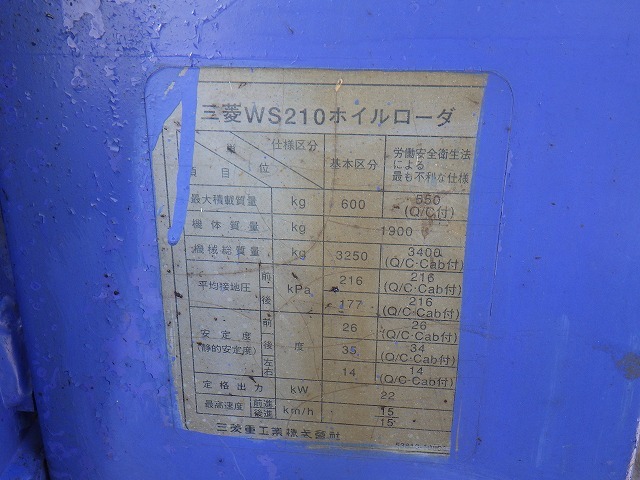 三菱WS210ホイルローダ
仕様区分
単位
項目
基本区分
労働安全衛生法
による
最も不利な仕様
最大積載質量 kg 600 550
(Q/C付)
機体質量 kg 1900
機械総質量 kg 3250 3400
(Q/C·Cab付)
平均接地圧 前 kPa 216 216
(Q/C·Cab付)
後 177 216
(Q/C·Cab付)
安定度
(静的安定度)
前 度 26 26
(Q/C·Cab付)
後 35 34
(Q/C·Cab付)
左右 14 14
(Q/C·Cab付)
定格出力 kW 22
最高速度 前進 km/h 15
後進 15
三菱重工業株式会社